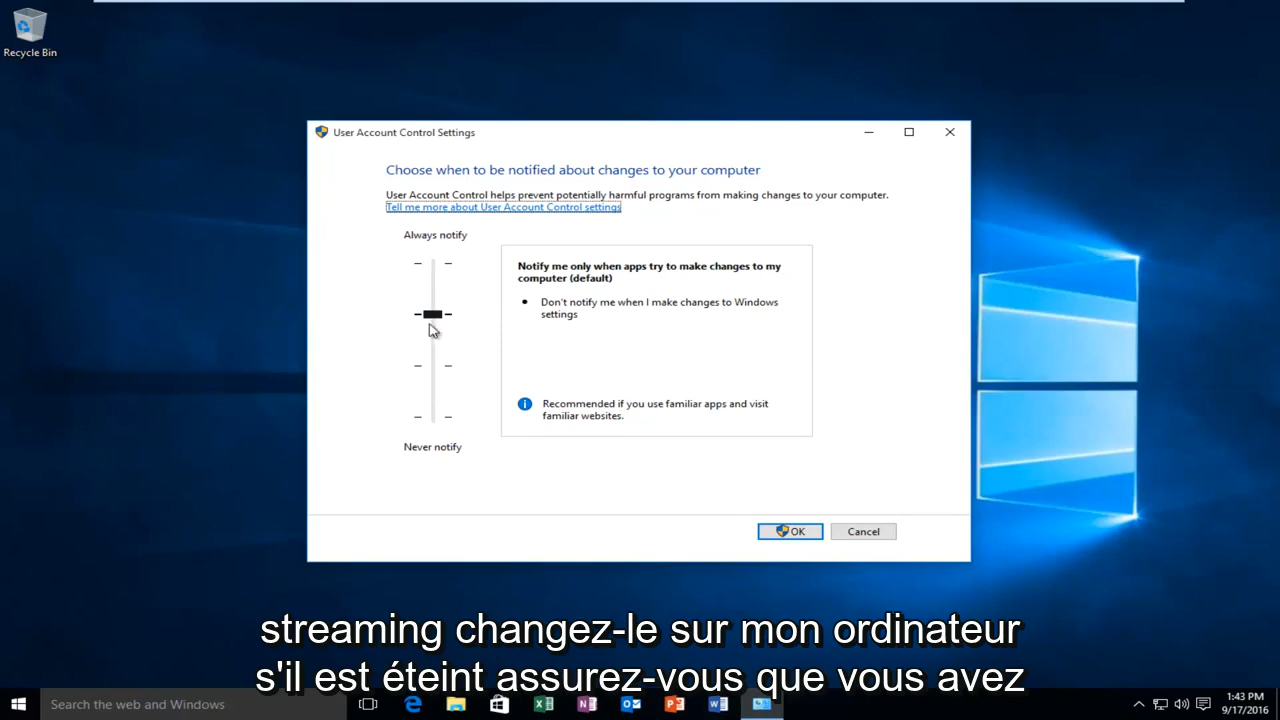 Recycle Bin
User Account Control Settings
Choose when to be notified about changes to your computer
User Account Control helps prevent potentially harmful programs from making changes to your computer.
Tell me more about User Account Control settings
Always notify
Notify me only when apps try to make changes to my
computer (default)
Don't notify me when I make changes to Windows
settings
Recommended if you use familiar apps and visit
familiar websites.
Never notify
OK
Cancel
streaming changez-le sur mon ordinateur
s'il est éteint assurez-vous que vous avez
Search the web and Windows
1:43 PM
9/17/2016